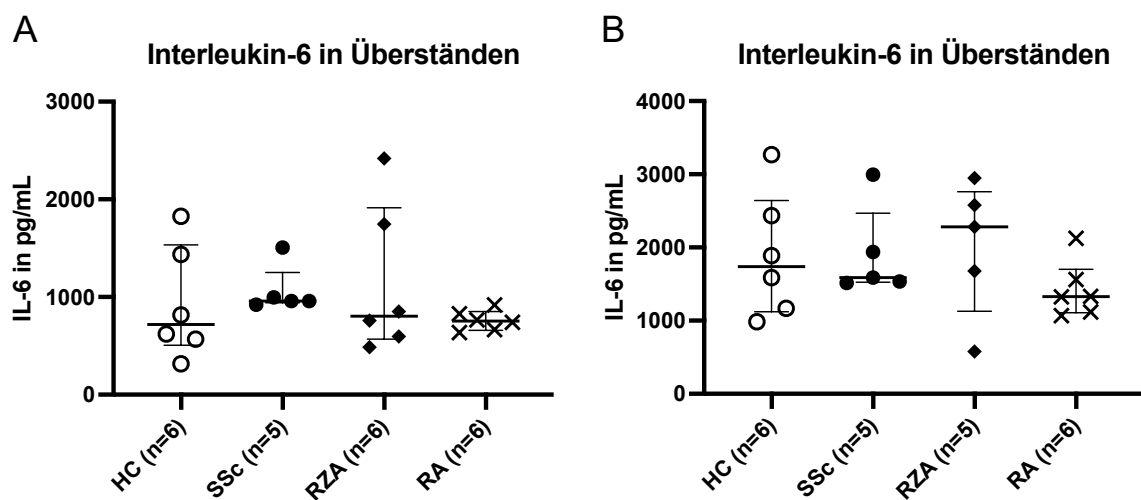 A
Interleukin-6 in Überständen
IL-6 in pg/mL
3000
2000
1000
0
HC (n=6)
SSc (n=5)
RZA (n=6)
RA (n=6)
B
Interleukin-6 in Überständen
IL-6 in pg/mL
4000
3000
2000
1000
0
HC (n=6)
SSc (n=5)
RZA (n=5)
RA (n=6)